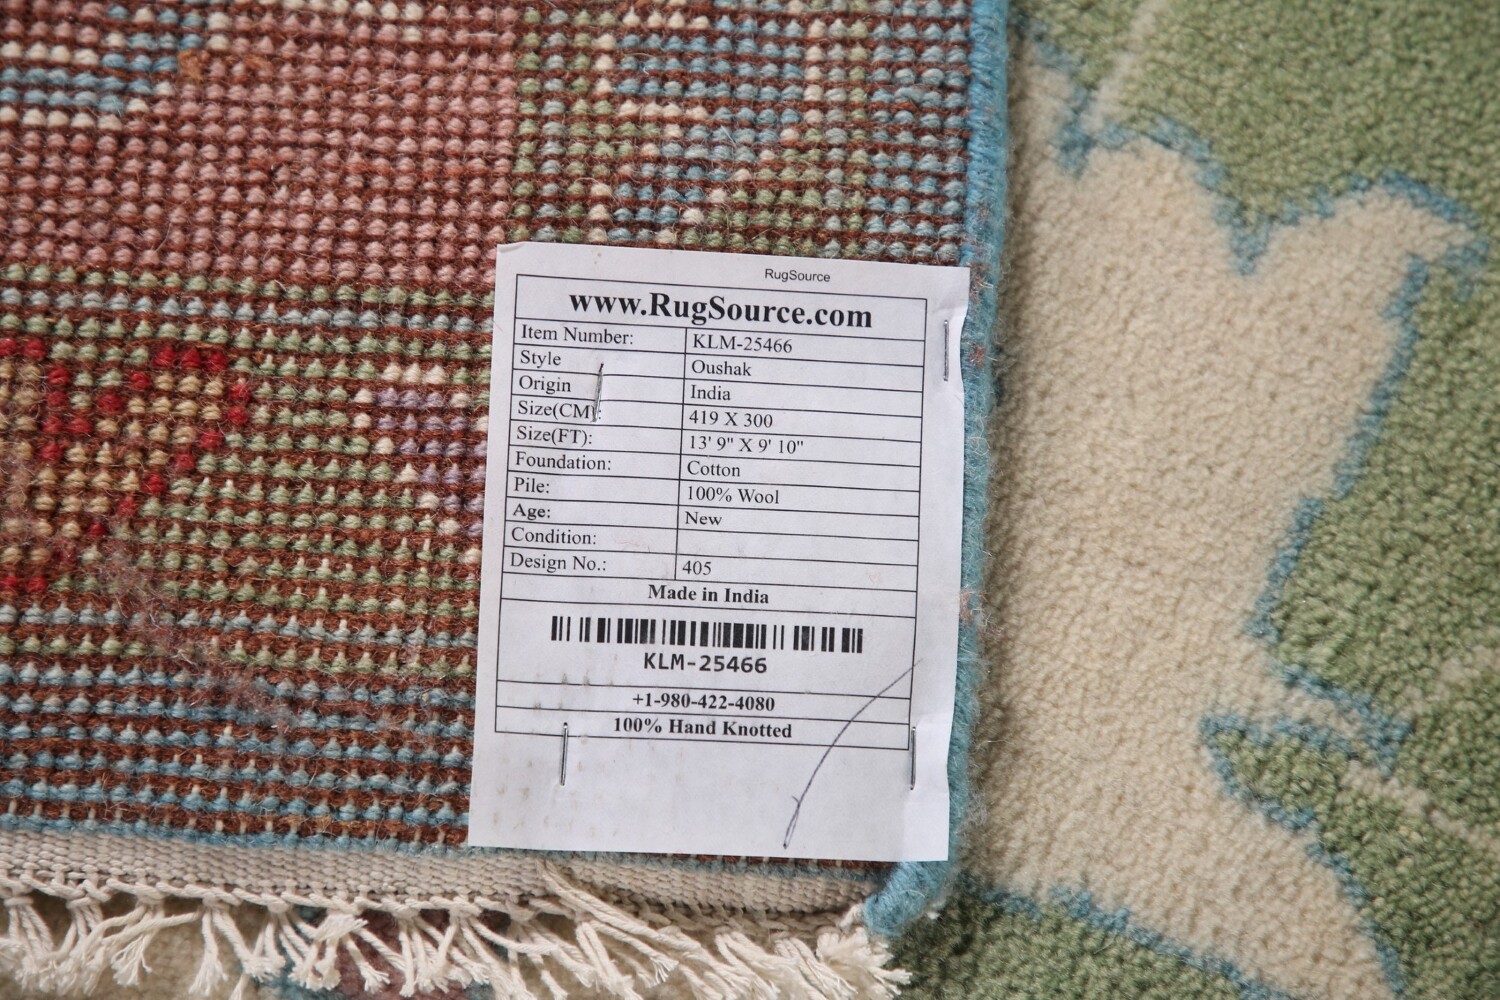 RugSource
www.RugSource.com
Item Number: KLM-25466
Style Oushak
Origin India
Size(CM): 419 X 300
Size(FT): 13' 9" X 9' 10"
Foundation: Cotton
Pile: 100% Wool
Age: New
Condition:
Design No.: 405
Made in India
KLM-25466
+1-980-422-4080
100% Hand Knotted